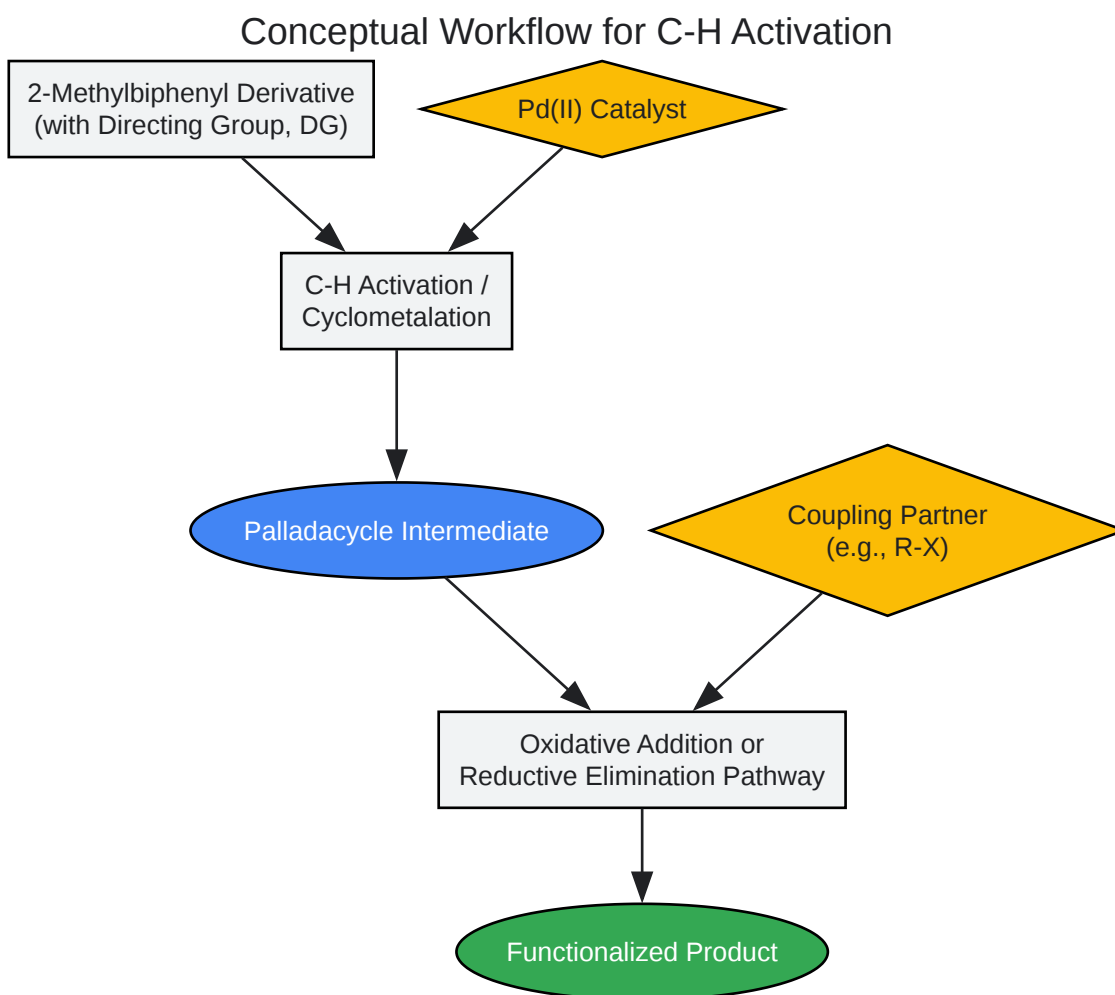 Conceptual Workflow for C-H Activation
2-Methylbiphenyl Derivative
(with Directing Group, DG)
Pd(II) Catalyst
C-H Activation /
Cyclometalation
Palladacycle Intermediate
Coupling Partner
(e.g., R-X)
Oxidative Addition or
Reductive Elimination Pathway
Functionalized Product